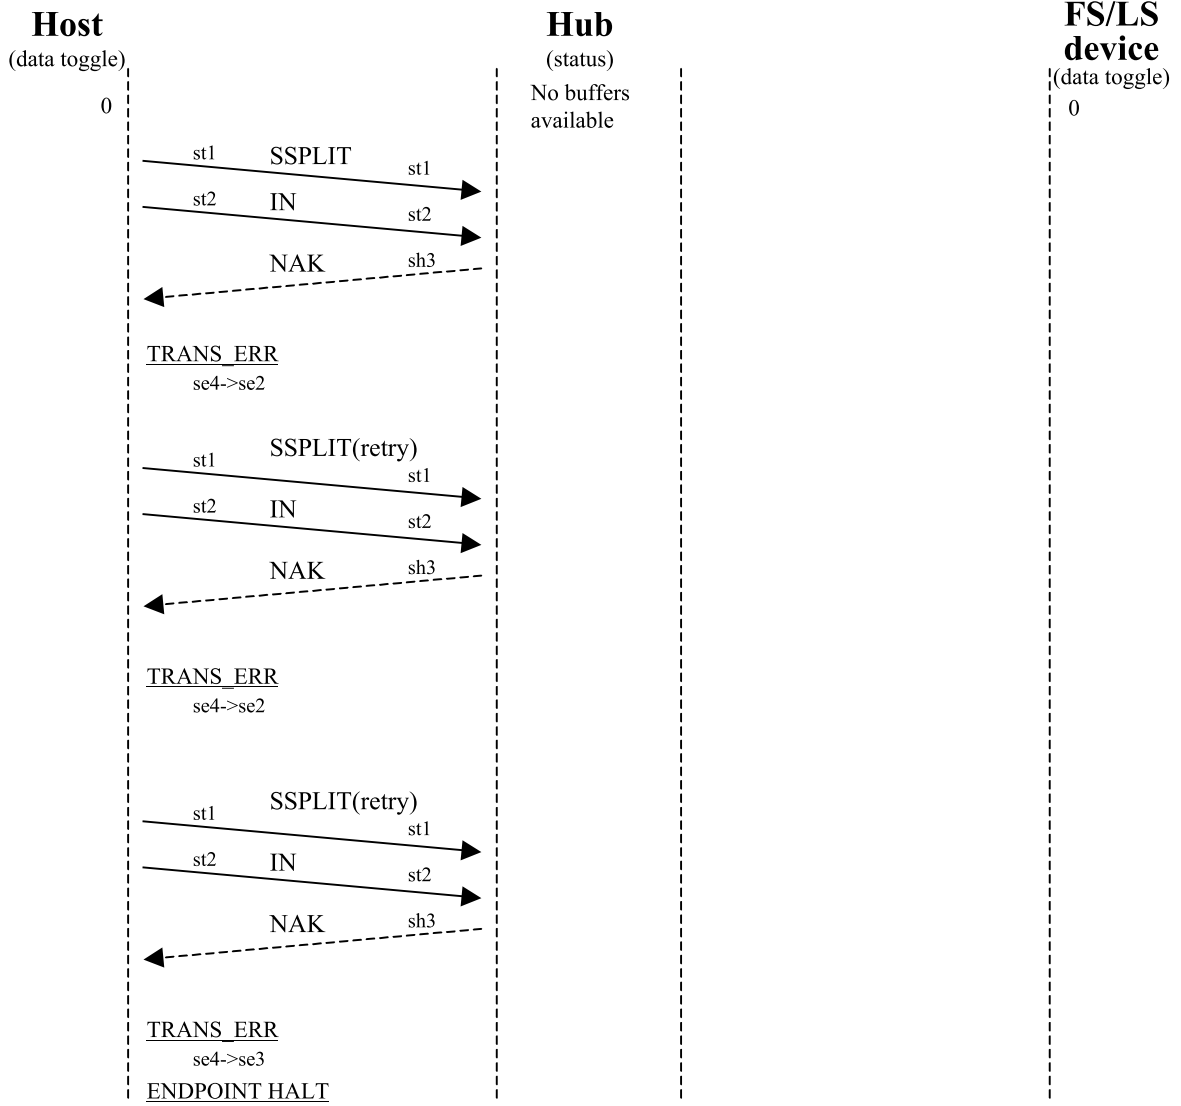 Host
(data toggle)
Hub
(status)
FS/LS
device
(data toggle)
0
No buffers
available
0
st1 SSPLIT st1
st2 IN st2
NAK sh3
TRANS_ERR
se4->se2
SSPLIT(retry)
st1 st1
st2 IN st2
NAK sh3
TRANS_ERR
se4->se2
SSPLIT(retry)
st1 st1
st2 IN st2
NAK sh3
TRANS_ERR
se4->se3
ENDPOINT HALT